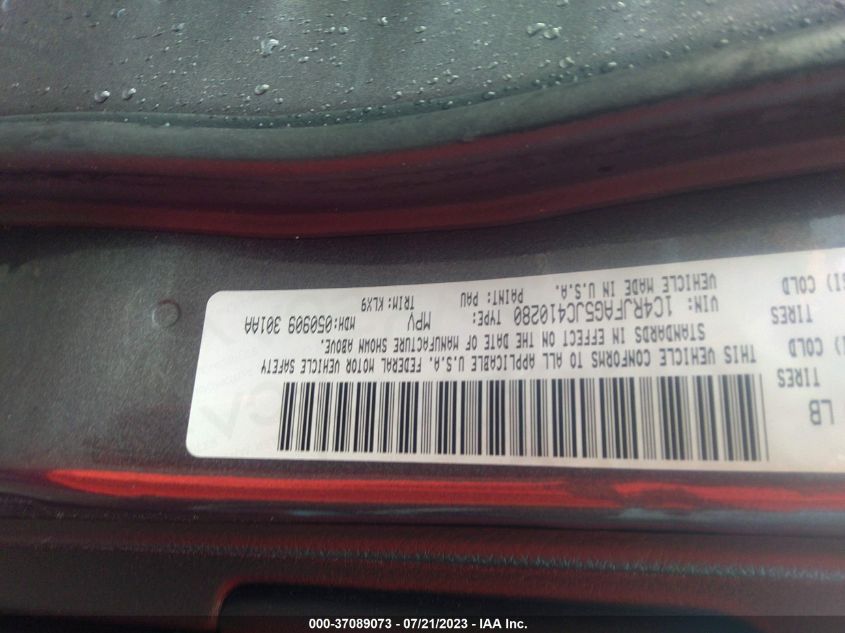 LB
TIRES
) COLD
TIRES
SI) COLD
THIS VEHICLE CONFORMS TO ALL APPLICABLE U.S.A. FEDERAL MOTOR VEHICLE SAFETY
STANDARDS IN EFFECT ON THE DATE OF MANUFACTURE SHOWN ABOVE.
VIN: 1C4RJFAG5JC410280 TYPE: MPV MDH:050909 301AA
VEHICLE MADE IN U.S.A. PAINT: PAU TRIM: KLX9
000-37089073 - 07/21/2023 - IAA Inc.